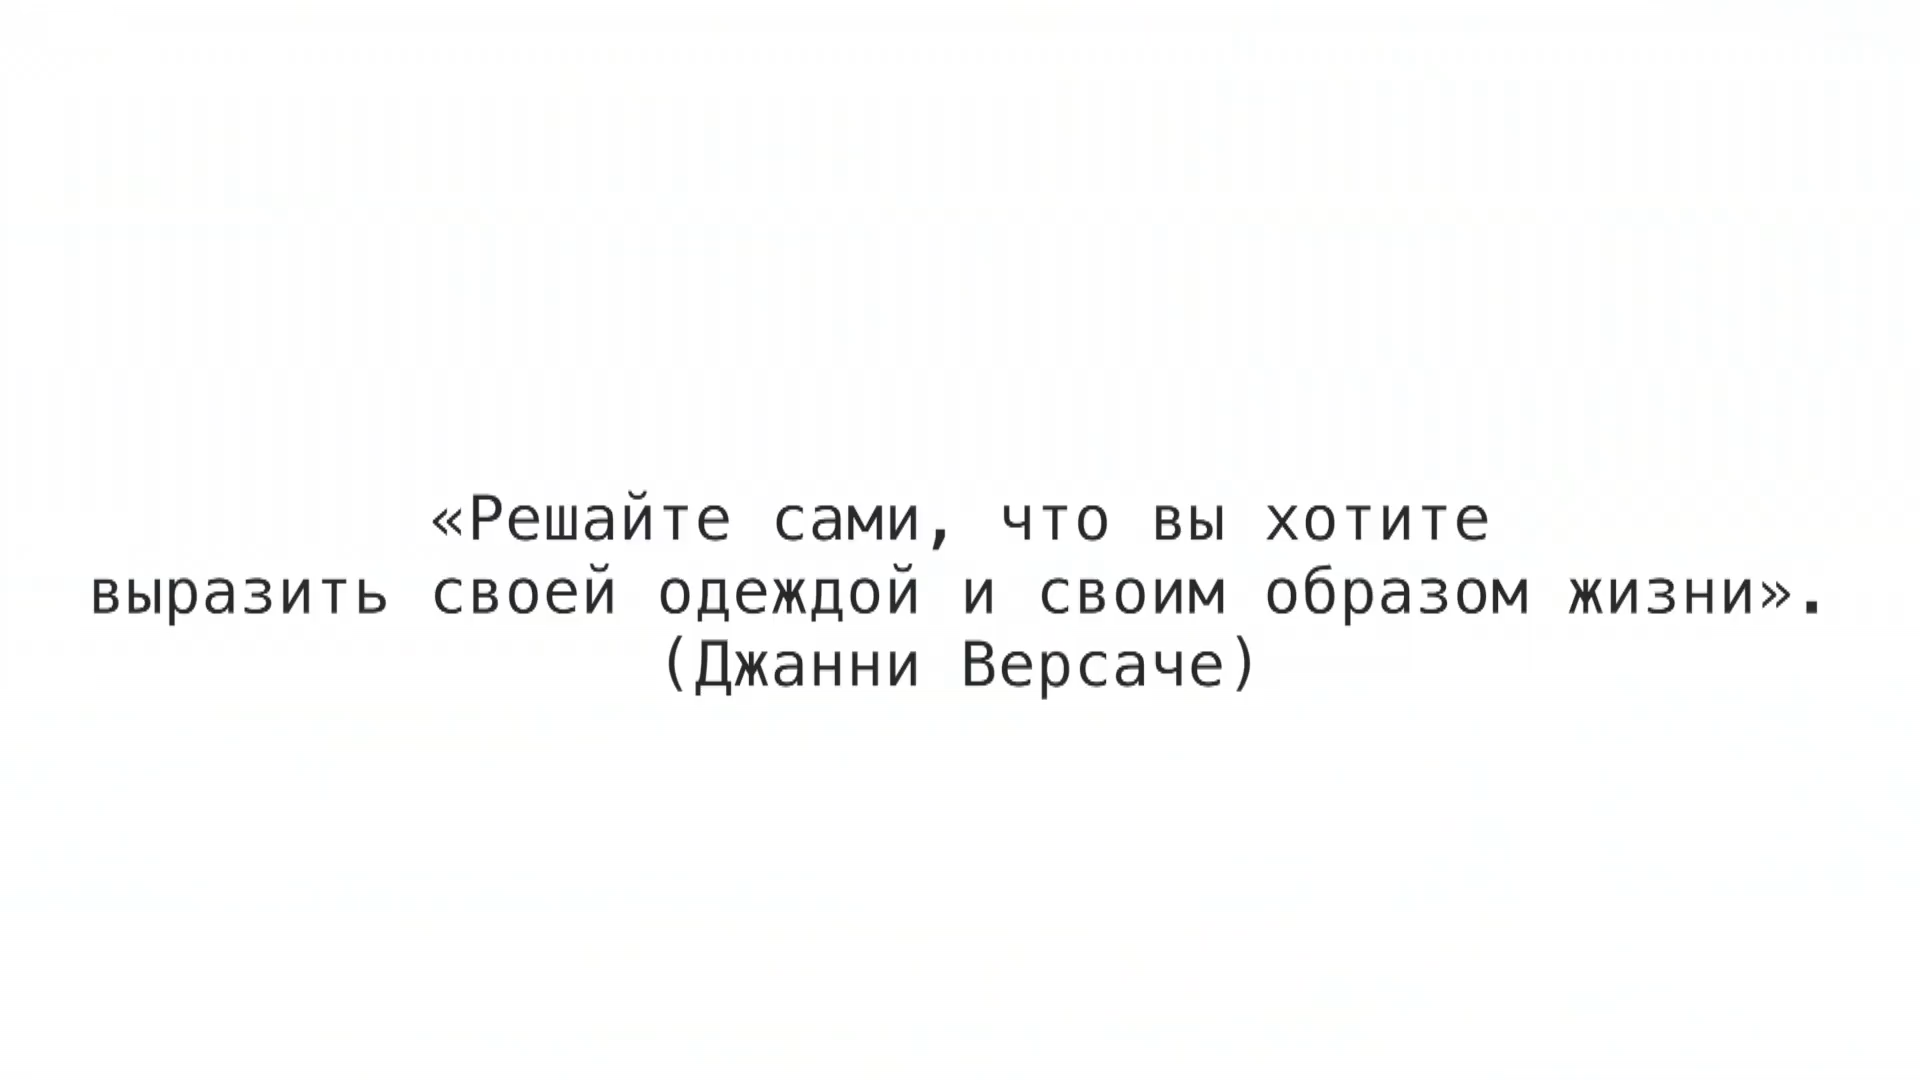 «Решайте сами, что вы хотите
выразить своей одеждой и своим образом жизни».
(Джанни Версаче)